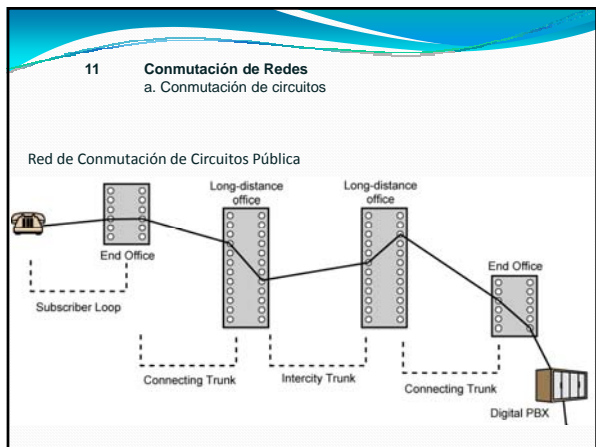 11 Conmutación de Redes
a. Conmutación de circuitos
Red de Conmutación de Circuitos Pública
Long-distance
office
Long-distance
office
End Office
End Office
Subscriber Loop
Connecting Trunk
Intercity Trunk
Connecting Trunk
Digital PBX